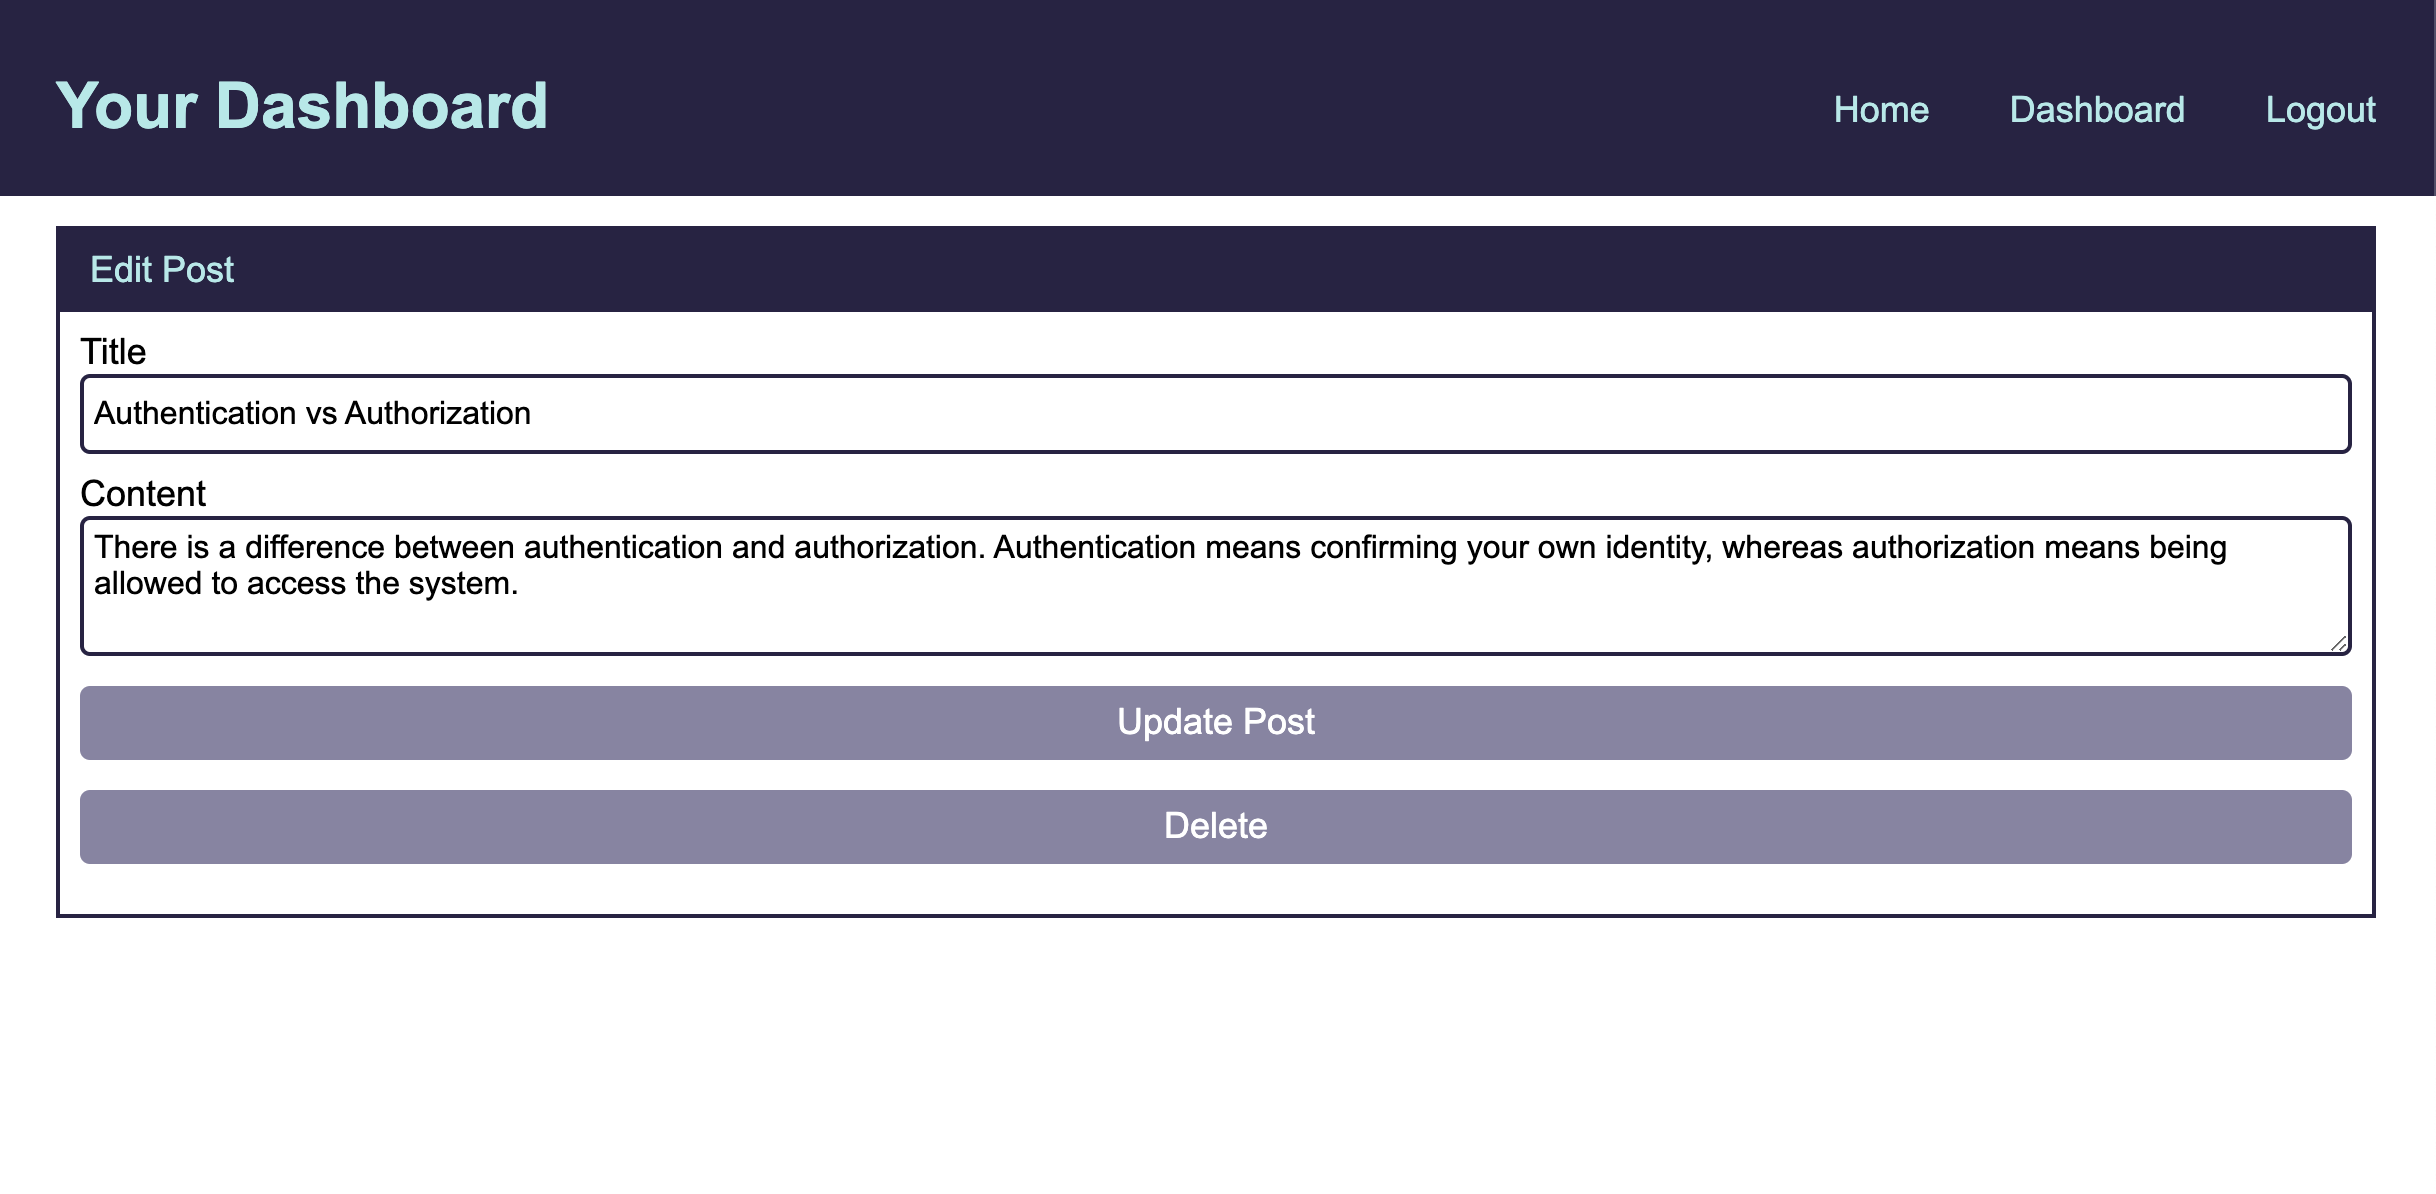 Your Dashboard
Home Dashboard Logout
Edit Post
Title
Authentication vs Authorization
Content
There is a difference between authentication and authorization. Authentication means confirming your own identity, whereas authorization means being
allowed to access the system.
Update Post
Delete